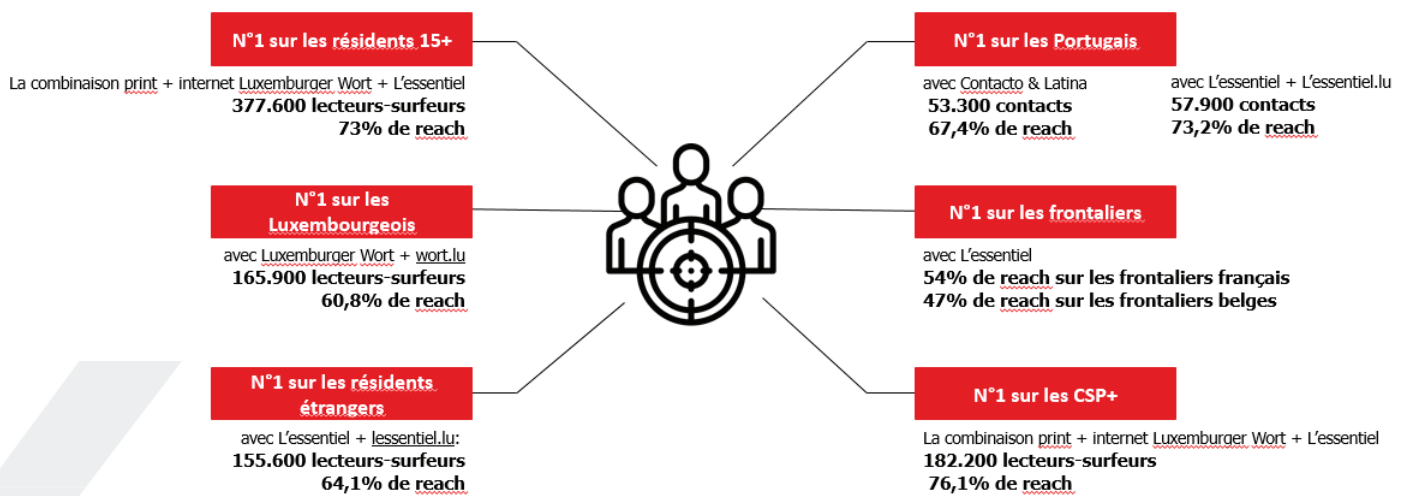 N°1 sur les résidents 15+
La combinaison print + internet Luxemburger Wort + L'essentiel
377.600 lecteurs-surfeurs
73% de reach
N°1 sur les
Luxembourgeois
avec Luxemburger Wort + wort.lu
165.900 lecteurs-surfeurs
60,8% de reach
N°1 sur les résidents
étrangers
avec L'essentiel + lessentiel.lu:
155.600 lecteurs-surfeurs
64,1% de reach
N°1 sur les Portugais
avec Contacto & Latina
53.300 contacts
67,4% de reach
avec L'essentiel + L'essentiel.lu
57.900 contacts
73,2% de reach
N°1 sur les frontaliers
avec L'essentiel
54% de reach sur les frontaliers français
47% de reach sur les frontaliers belges
N°1 sur les CSP+
La combinaison print + internet Luxemburger Wort + L'essentiel
182.200 lecteurs-surfeurs
76,1% de reach